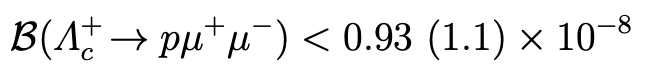 ℬ(Λ_c^+ → pμ^+μ^−) < 0.93 (1.1) × 10^{−8}